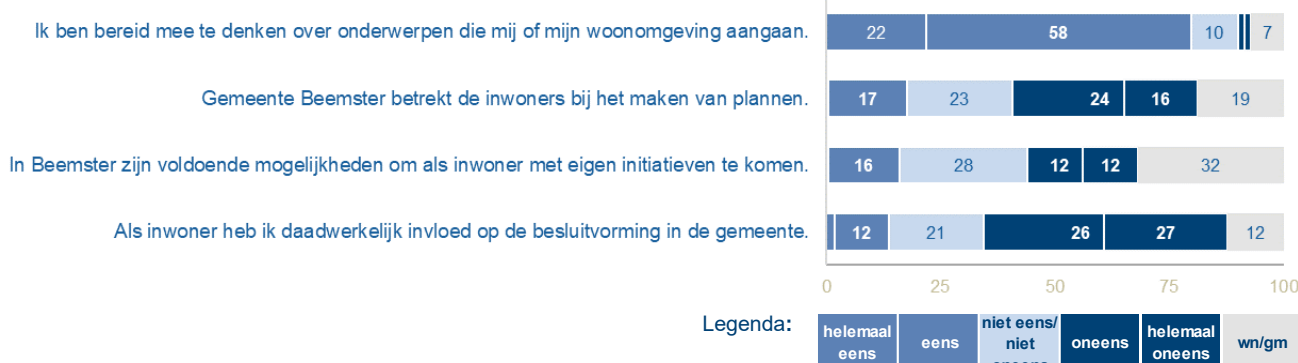 Ik ben bereid mee te denken over onderwerpen die mij of mijn woonomgeving aangaan. 22 58 10 7
Gemeente Beemster betrekt de inwoners bij het maken van plannen. 17 23 24 16 19
In Beemster zijn voldoende mogelijkheden om als inwoner met eigen initiatieven te komen. 16 28 12 12 32
Als inwoner heb ik daadwerkelijk invloed op de besluitvorming in de gemeente. 12 21 26 27 12
0 25 50 75 100
Legenda:
helemaal
eens
eens
niet eens/
niet
oneens
helemaal
oneens
wn/gm